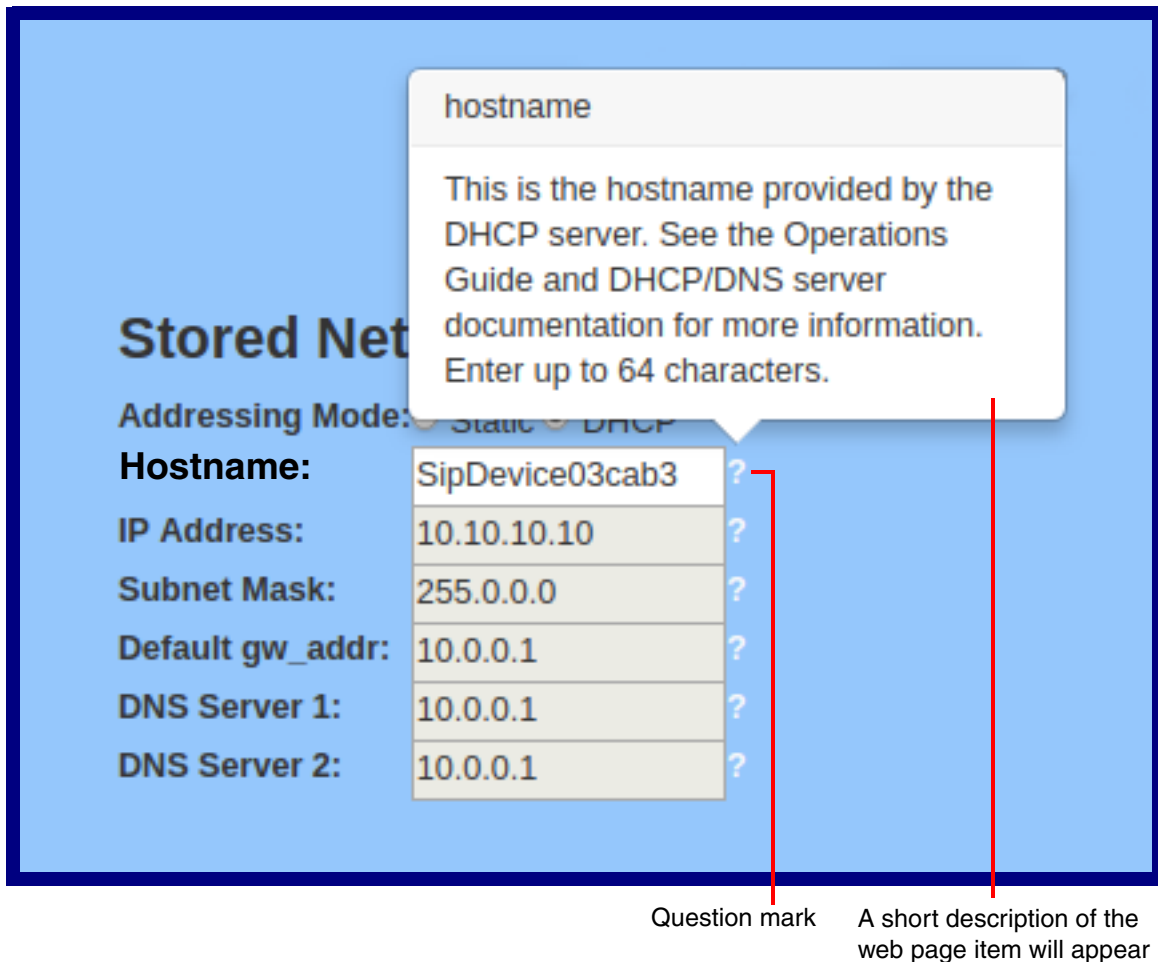 hostname
This is the hostname provided by the
DHCP server. See the Operations
Guide and DHCP/DNS server
documentation for more information.
Enter up to 64 characters.
Stored Net
Addressing Mode: Static DHCP
Hostname: SipDevice03cab3 ?
IP Address: 10.10.10.10 ?
Subnet Mask: 255.0.0.0 ?
Default gw_addr: 10.0.0.1 ?
DNS Server 1: 10.0.0.1 ?
DNS Server 2: 10.0.0.1 ?
Question mark
A short description of the
web page item will appear